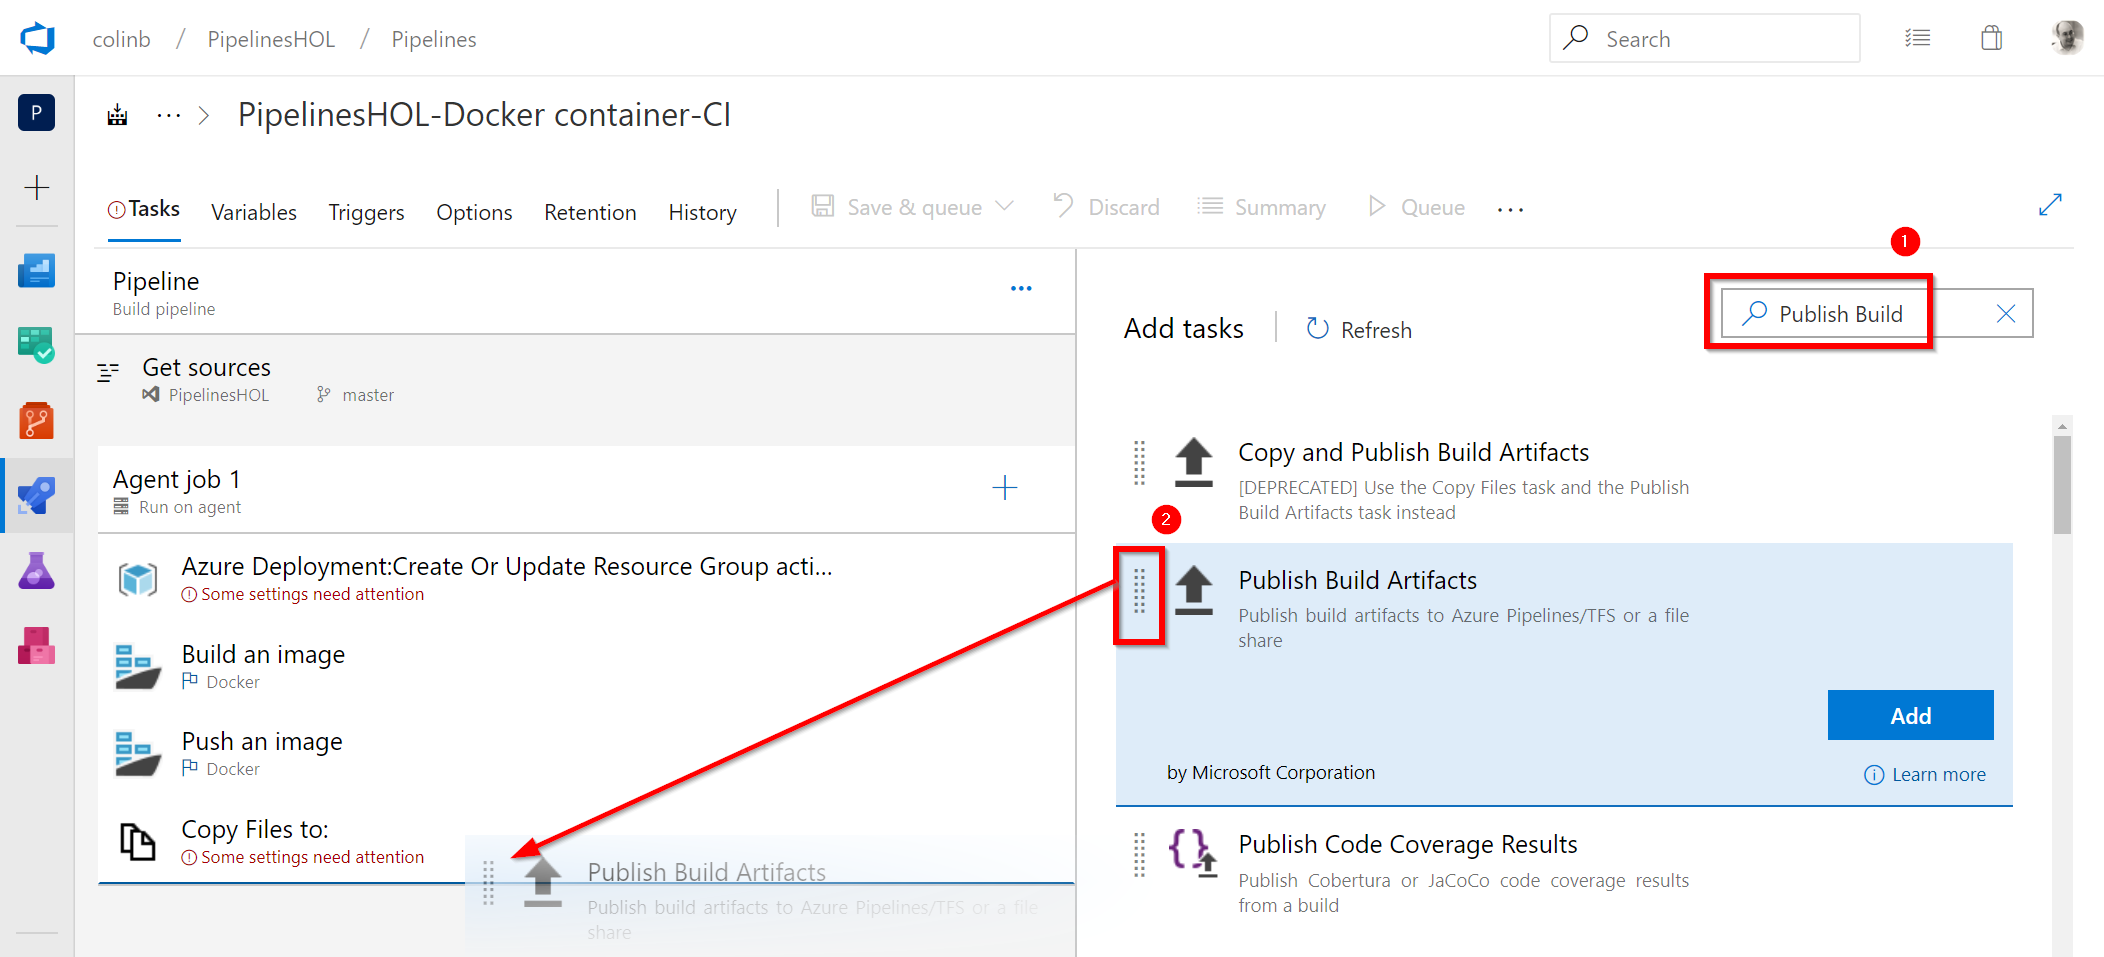 colinb / PipelinesHOL / Pipelines
Search
P
... > PipelinesHOL-Docker container-CI
Tasks Variables Triggers Options Retention History Save & queue Discard Summary Queue ...
1
Pipeline
Build pipeline
...
Add tasks Refresh
Publish Build
Get sources
PipelinesHOL master
Agent job 1
Run on agent
Azure Deployment:Create Or Update Resource Group acti...
Some settings need attention
Build an image
Docker
Push an image
Docker
Copy Files to:
Some settings need attention
Publish Build Artifacts
Publish build artifacts to Azure Pipelines/TFS or a file
share
Copy and Publish Build Artifacts
[DEPRECATED] Use the Copy Files task and the Publish
Build Artifacts task instead
2
Publish Build Artifacts
Publish build artifacts to Azure Pipelines/TFS or a file
share
Add
by Microsoft Corporation
Learn more
Publish Code Coverage Results
Publish Cobertura or JaCoCo code coverage results
from a build